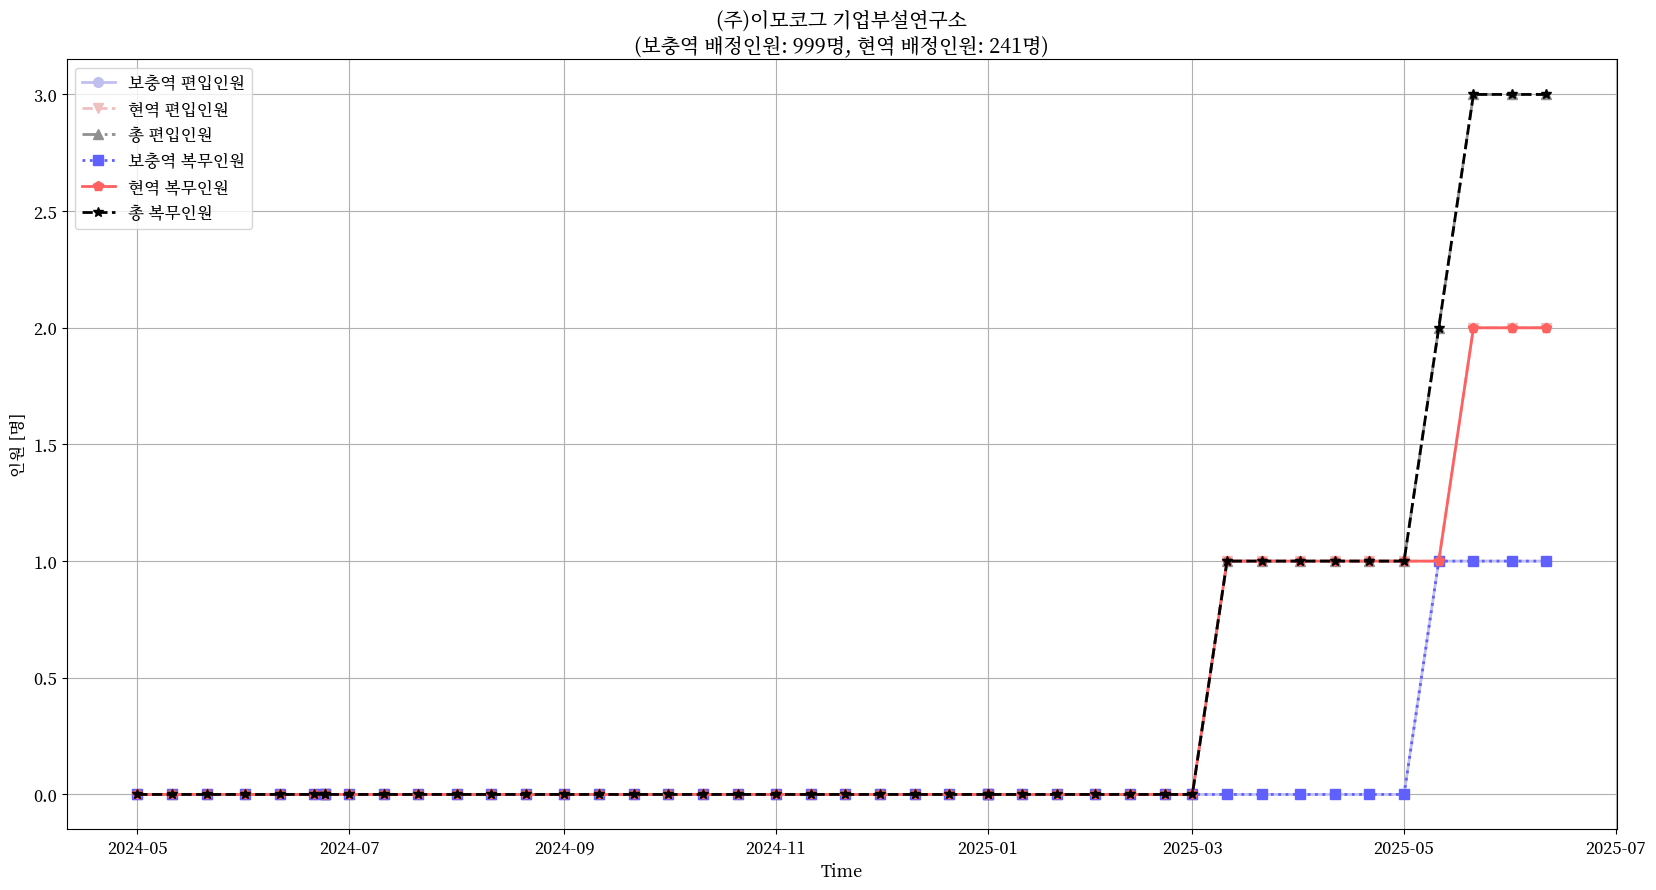 (주)이모코그 기업부설연구소
(보충역 배정인원: 999명, 현역 배정인원: 241명)
보충역 편입인원
현역 편입인원
총 편입인원
보충역 복무인원
현역 복무인원
총 복무인원
3.0
2.5
2.0
1.5
1.0
0.5
0.0
인원 [명]
2024-05
2024-07
2024-09
2024-11
2025-01
2025-03
2025-05
2025-07
Time